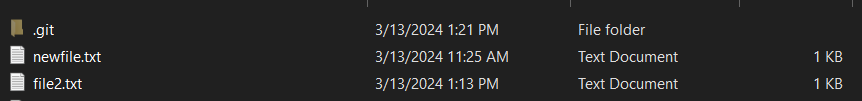 .git 3/13/2024 1:21 PM File folder
newfile.txt 3/13/2024 11:25 AM Text Document 1 KB
file2.txt 3/13/2024 1:13 PM Text Document 1 KB